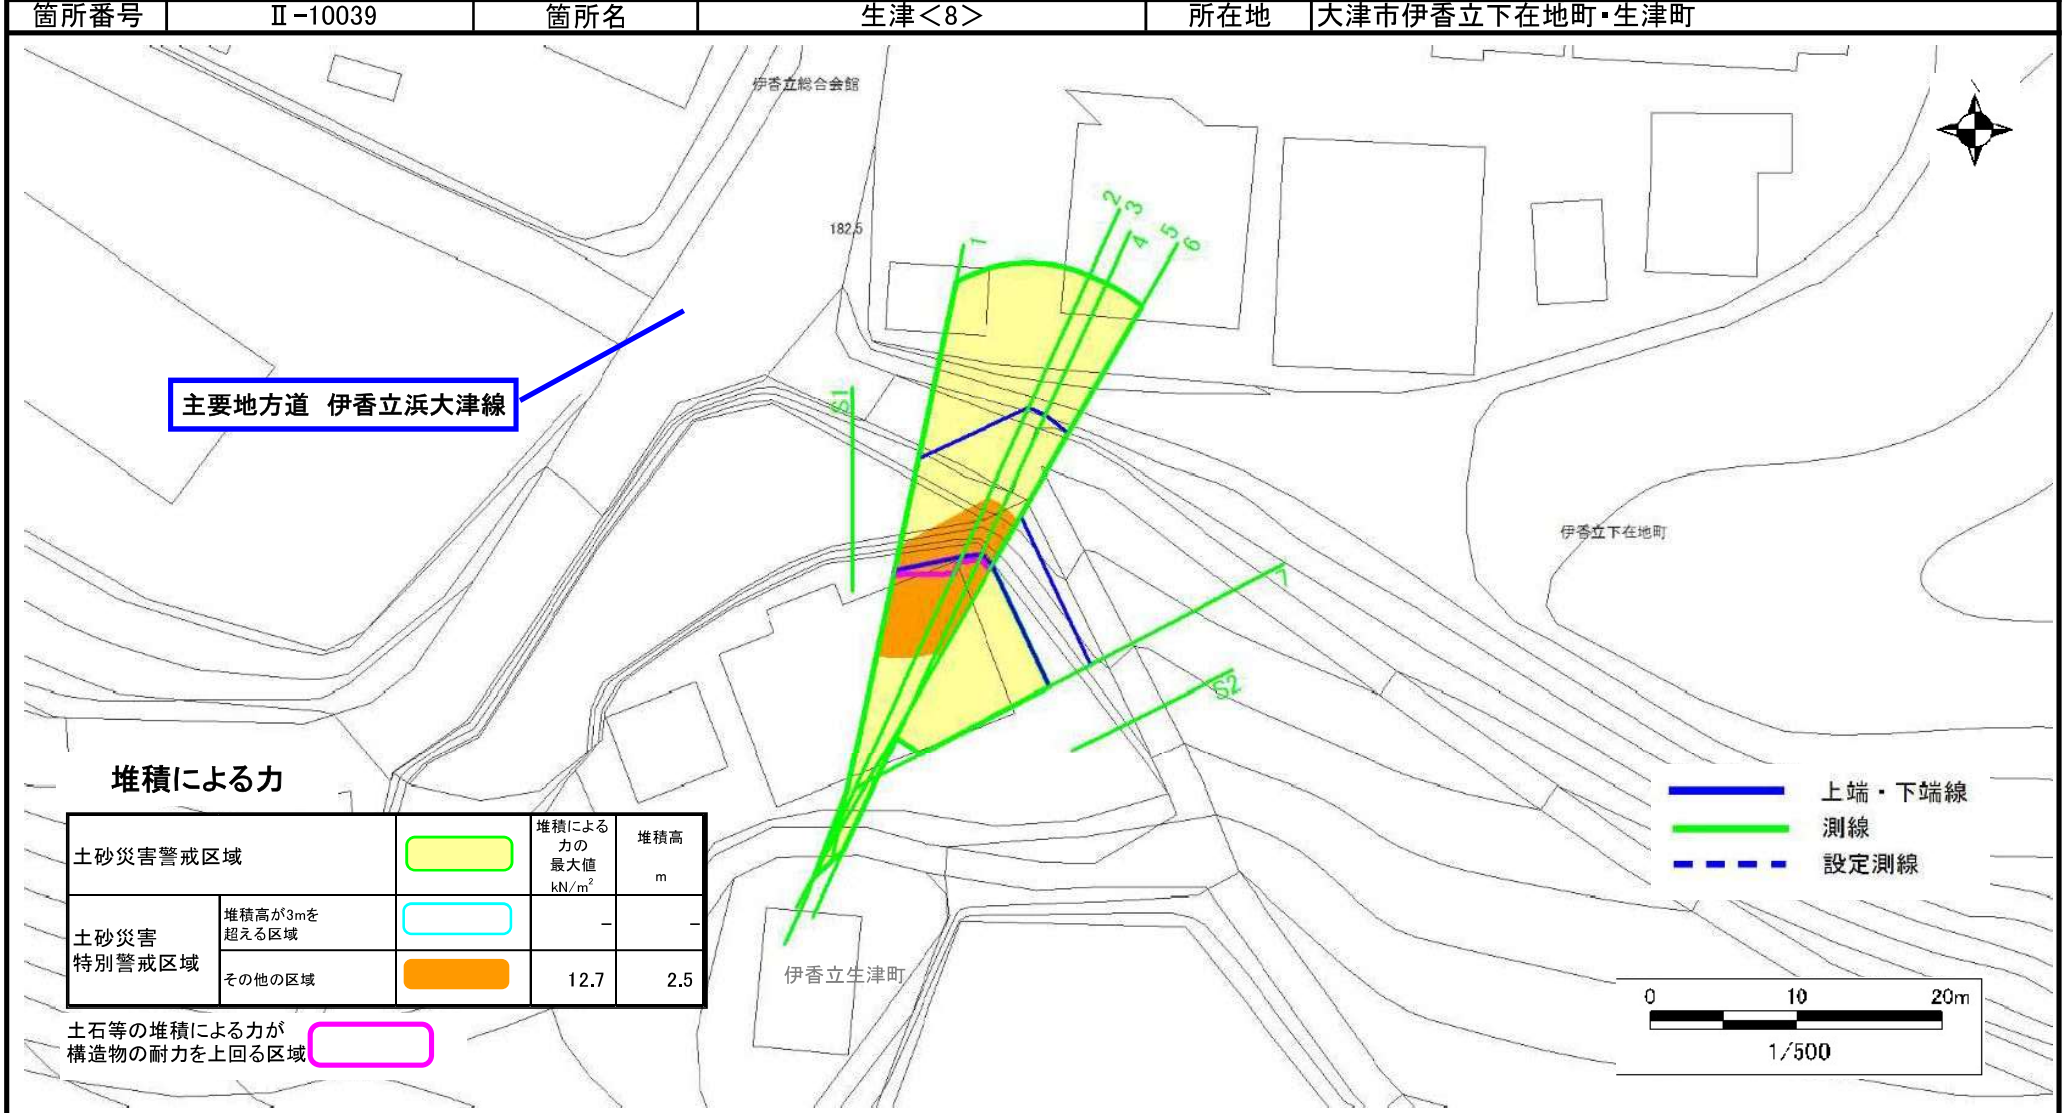 箇所番号 Ⅱ-10039 箇所名 生津＜8＞ 所在地 大津市伊香立下在地町・生津町
伊香立総合会館
182.5
1
2
3
4
5
6
S1
主要地方道 伊香立浜大津線
伊香立下在地町
7
S2
堆積による力
土砂災害警戒区域
堆積による
力の
最大値
kN/m²
堆積高
m
土砂災害
特別警戒区域
堆積高が3mを
超える区域
－ －
その他の区域
12.7 2.5
土石等の堆積による力が
構造物の耐力を上回る区域
伊香立生津町
上端・下端線
測線
設定測線
0 10 20m
1/500